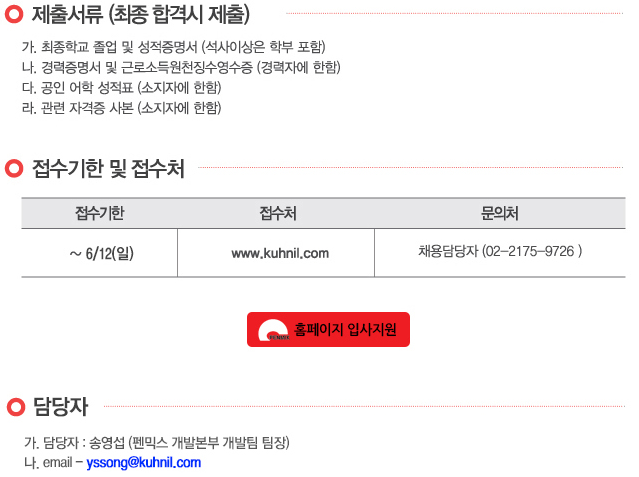 제출서류 (최종 합격시 제출)
가. 최종학교 졸업 및 성적증명서 (석사이상은 학부 포함)
나. 경력증명서 및 근로소득원천징수영수증 (경력자에 한함)
다. 공인 어학 성적표 (소지자에 한함)
라. 관련 자격증 사본 (소지자에 한함)
접수기한 및 접수처
접수기한 접수처 문의처
~ 6/12(일) www.kuhnil.com 채용담당자 (02-2175-9726 )
홈페이지 입사지원
담당자
가. 담당자 : 송영섭 (펜믹스 개발본부 개발팀 팀장)
나. email - yssong@kuhnil.com